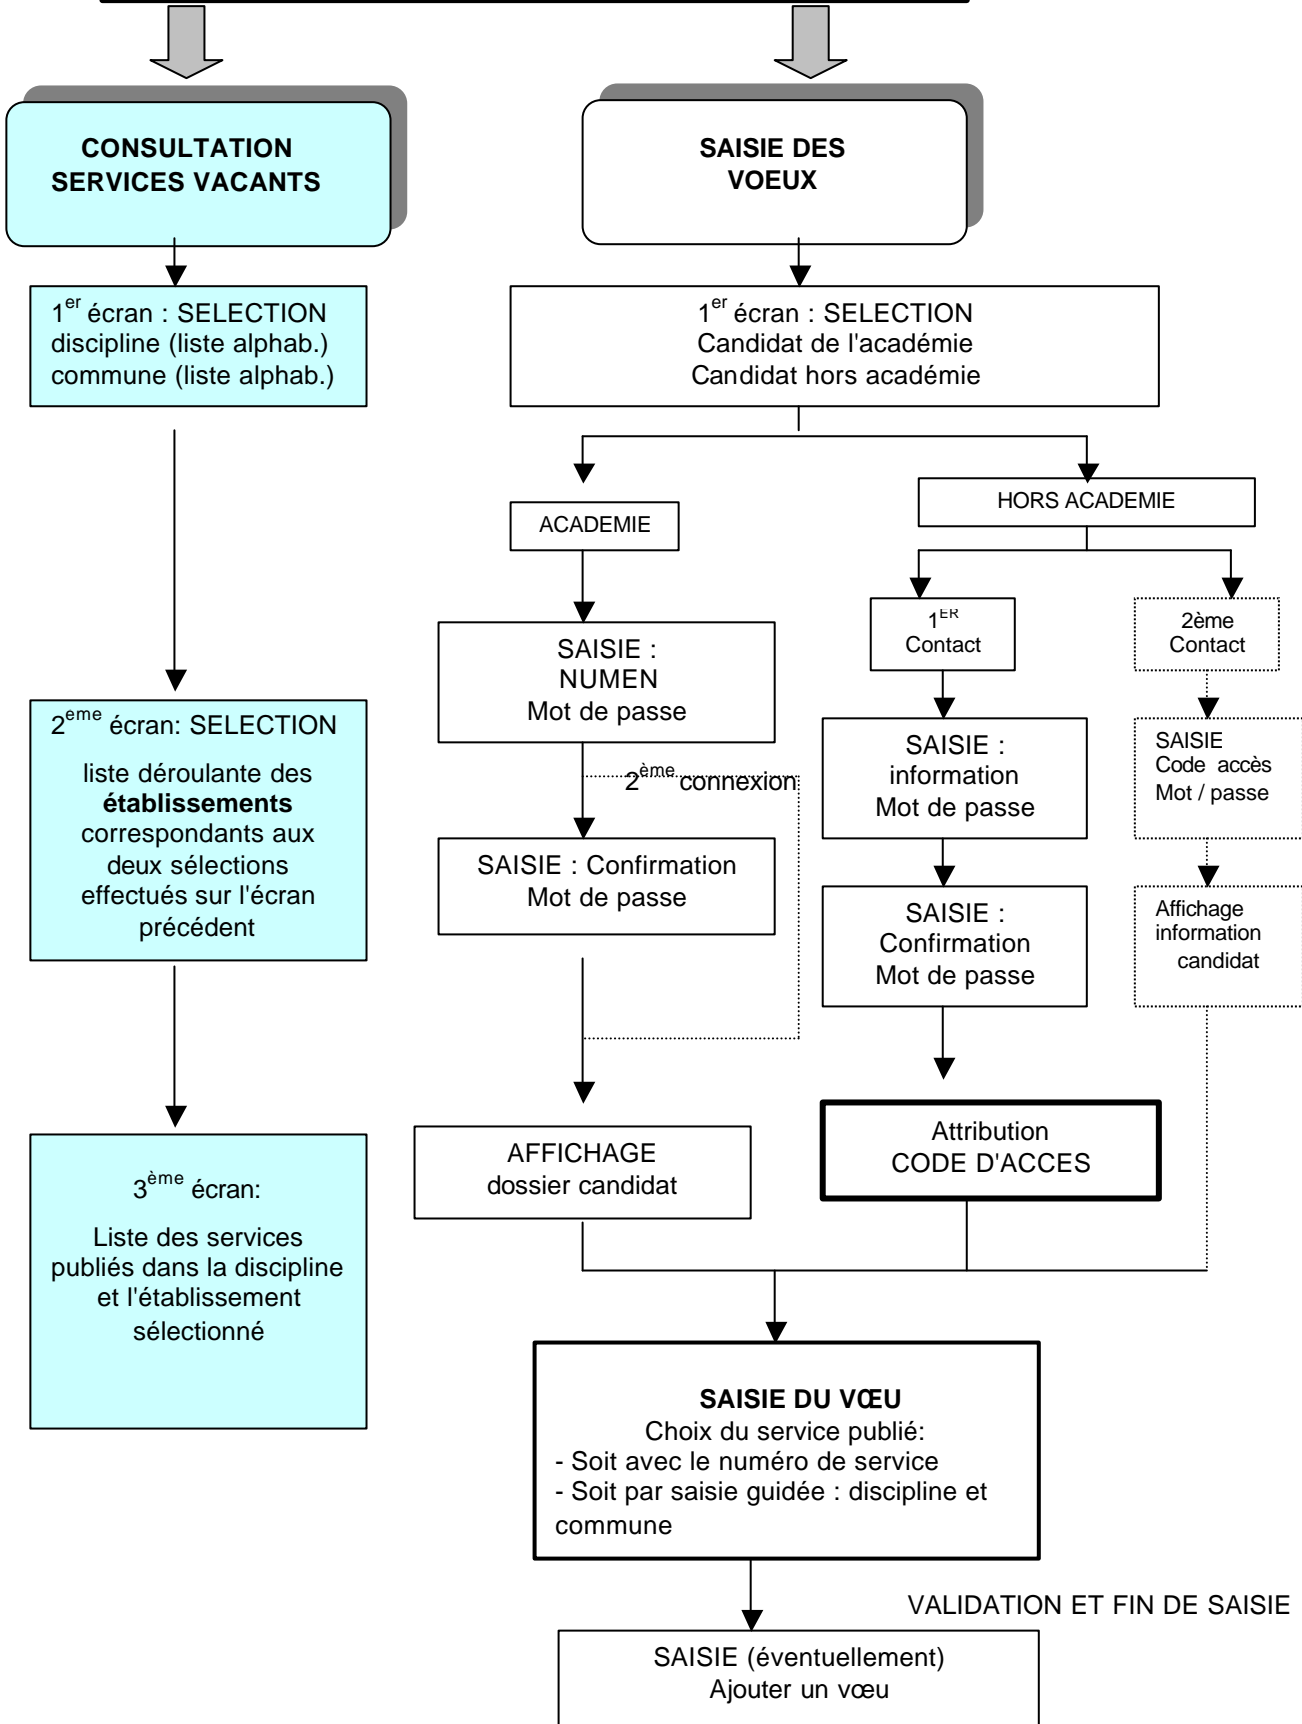 CONSULTATION
SERVICES VACANTS
1er écran : SELECTION
discipline (liste alphab.)
commune (liste alphab.)
2eme écran: SELECTION
liste déroulante des
établissements
correspondants aux
deux sélections
effectués sur l'écran
précédent
3ème écran:
Liste des services
publiés dans la discipline
et l'établissement
sélectionné
SAISIE DES
VOEUX
1er écran : SELECTION
Candidat de l'académie
Candidat hors académie
ACADEMIE
SAISIE :
NUMEN
Mot de passe
2ème connexion
SAISIE : Confirmation
Mot de passe
AFFICHAGE
dossier candidat
HORS ACADEMIE
1ER
Contact
SAISIE :
information
Mot de passe
SAISIE :
Confirmation
Mot de passe
Attribution
CODE D'ACCES
2ème
Contact
SAISIE
Code accès
Mot / passe
Affichage
information
candidat
SAISIE DU VŒU
Choix du service publié:
- Soit avec le numéro de service
- Soit par saisie guidée : discipline et
commune
VALIDATION ET FIN DE SAISIE
SAISIE (éventuellement)
Ajouter un vœu